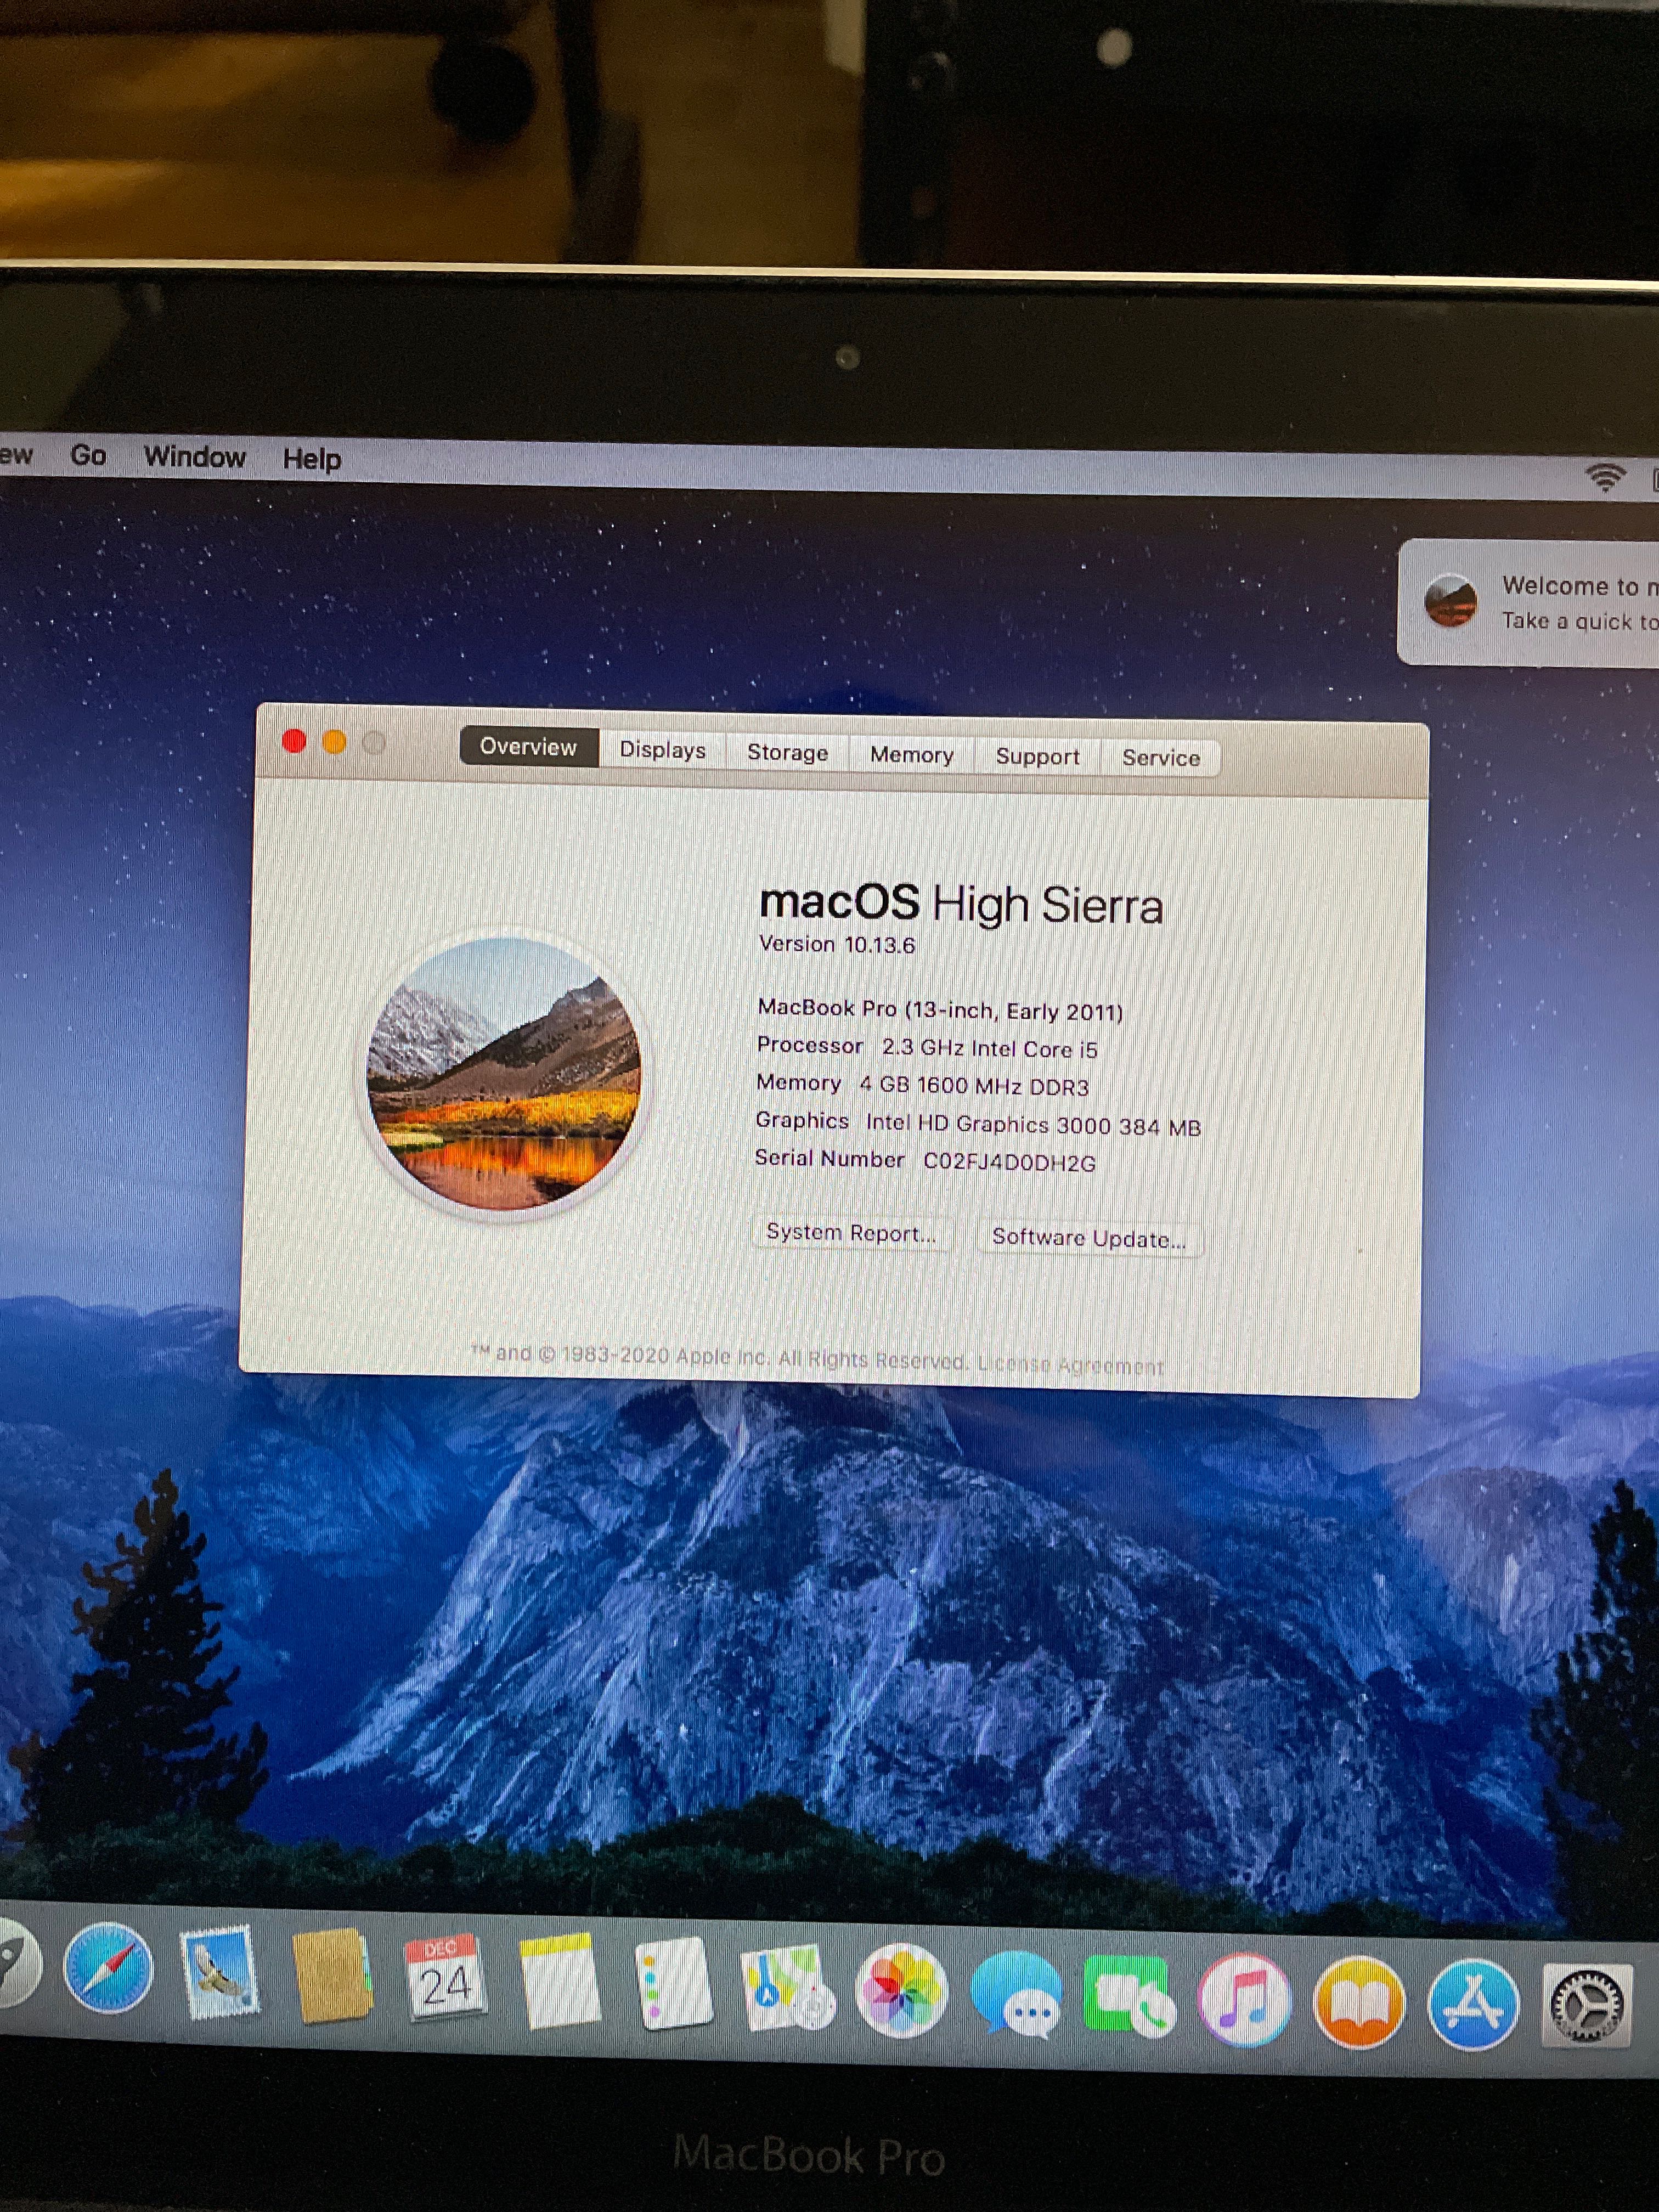 Go Window Help
Welcome to
Take a quick
Overview Displays Storage Memory Support Service
macOS High Sierra
Version 10.13.6
MacBook Pro (13-inch, Early 2011)
Processor 2.3 GHz Intel Core i5
Memory 4 GB 1600 MHz DDR3
Graphics Intel HD Graphics 3000 384 MB
Serial Number C02FJ4D0DH2G
System Report... Software Update...
™ and © 1983-2020 Apple Inc. All Rights Reserved. License Agreement
DEC
24
MacBook Pro